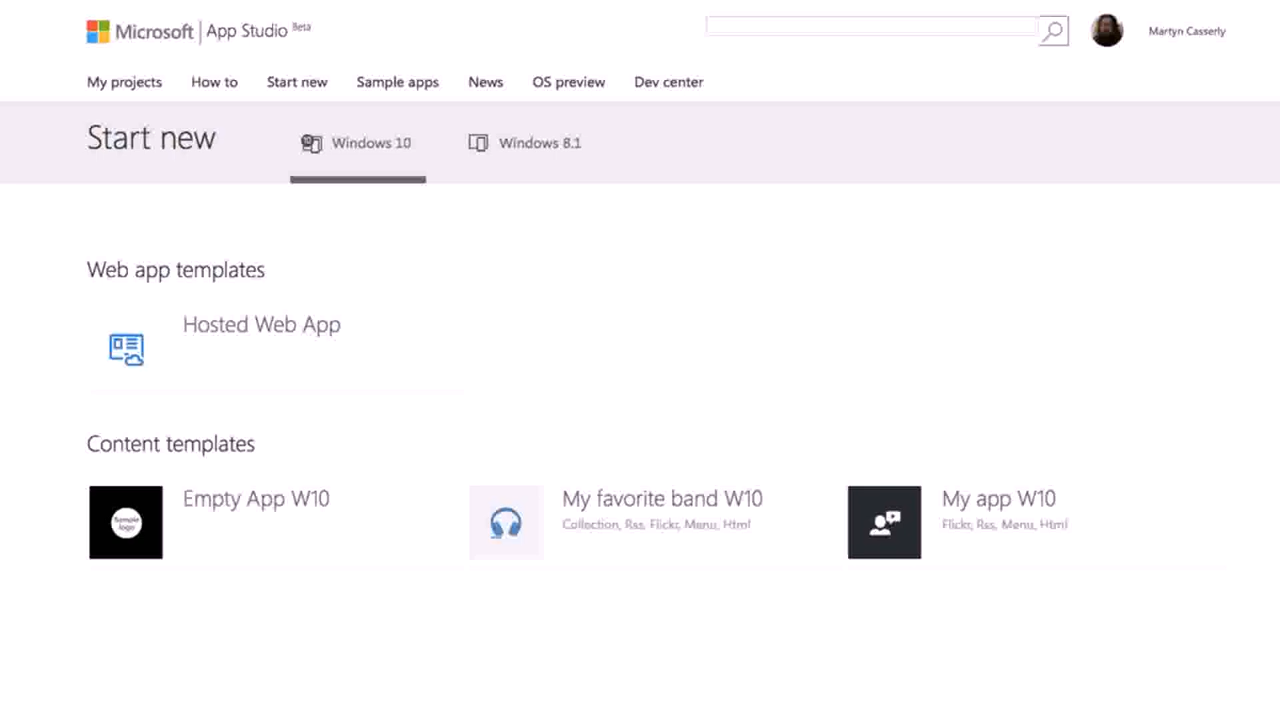 Microsoft | App Studio Beta
Martyn Casserly
My projects How to Start new Sample apps News OS preview Dev center
Start new Windows 10 Windows 8.1
Web app templates
Hosted Web App
Content templates
Empty App W10 My favorite band W10 My app W10
Collection, Rss, Flickr, Menu, Html Flickr, Rss, Menu, Html
Sample
logo